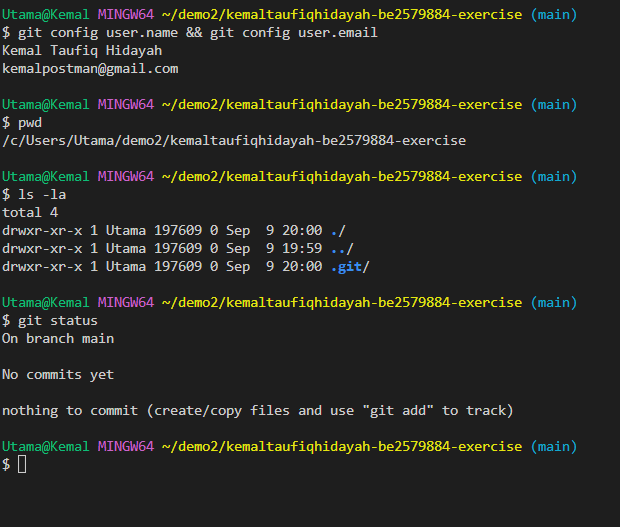 Utama@Kemal MINGW64 ~/demo2/kemaltaufiqhidayah-be2579884-exercise (main)
$ git config user.name && git config user.email
Kemal Taufiq Hidayah
kemalpostman@gmail.com
Utama@Kemal MINGW64 ~/demo2/kemaltaufiqhidayah-be2579884-exercise (main)
$ pwd
/c/Users/Utama/demo2/kemaltaufiqhidayah-be2579884-exercise
Utama@Kemal MINGW64 ~/demo2/kemaltaufiqhidayah-be2579884-exercise (main)
$ ls -la
total 4
drwxr-xr-x 1 Utama 197609 0 Sep  9 20:00 ./
drwxr-xr-x 1 Utama 197609 0 Sep  9 19:59 ../
drwxr-xr-x 1 Utama 197609 0 Sep  9 20:00 .git/
Utama@Kemal MINGW64 ~/demo2/kemaltaufiqhidayah-be2579884-exercise (main)
$ git status
On branch main
No commits yet
nothing to commit (create/copy files and use "git add" to track)
Utama@Kemal MINGW64 ~/demo2/kemaltaufiqhidayah-be2579884-exercise (main)
$